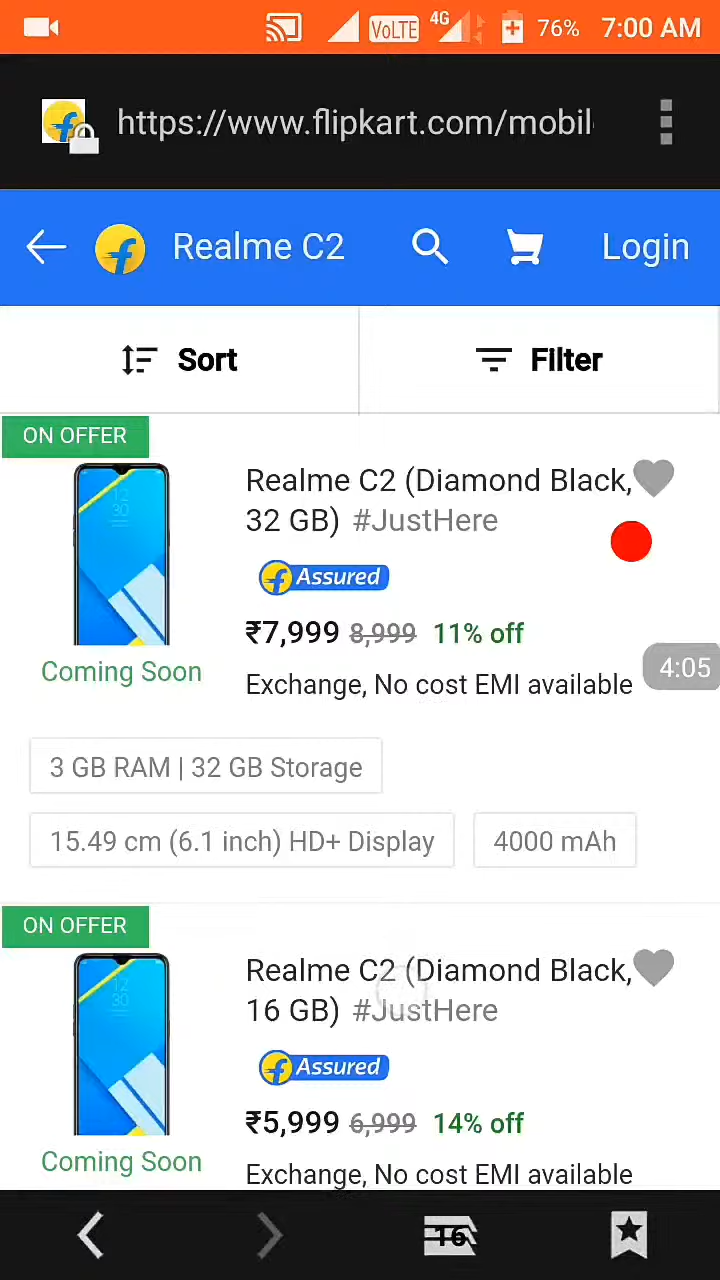 VoLTE 4G 76% 7:00 AM
https://www.flipkart.com/mobil
Realme C2 Login
Sort Filter
ON OFFER
Realme C2 (Diamond Black,
32 GB) #JustHere
Assured
₹7,999 8,999 11% off
Coming Soon
Exchange, No cost EMI available
4:05
3 GB RAM | 32 GB Storage
15.49 cm (6.1 inch) HD+ Display 4000 mAh
ON OFFER
Realme C2 (Diamond Black,
16 GB) #JustHere
Assured
₹5,999 6,999 14% off
Coming Soon
Exchange, No cost EMI available
16